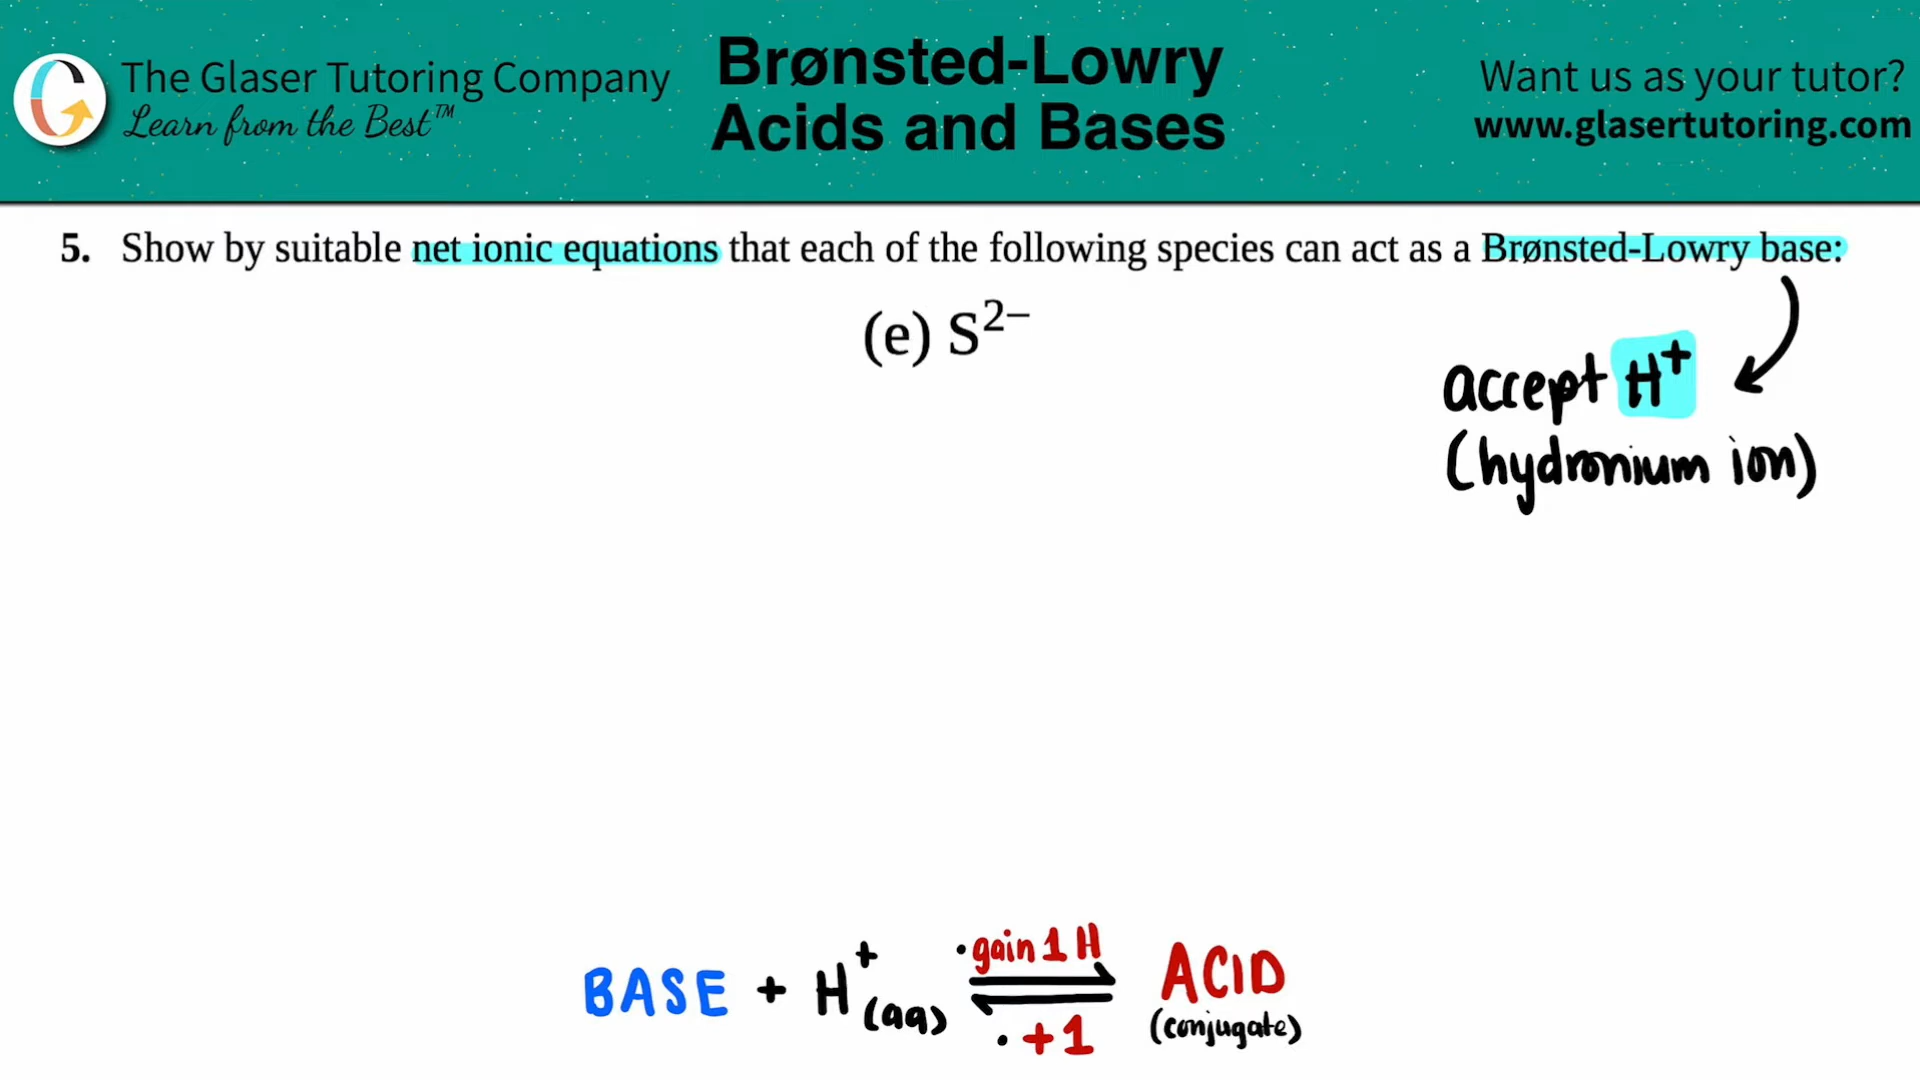 The Glaser Tutoring Company
Learn from the Best™
Brønsted-Lowry
Acids and Bases
Want us as your tutor?
www.glasertutoring.com
5. Show by suitable net ionic equations that each of the following species can act as a Brønsted-Lowry base:
(e) S²⁻
accept H⁺
(hydronium ion)
BASE + H⁺(aq) ⇌ ACID
·gain 1 H
· +1
(conjugate)